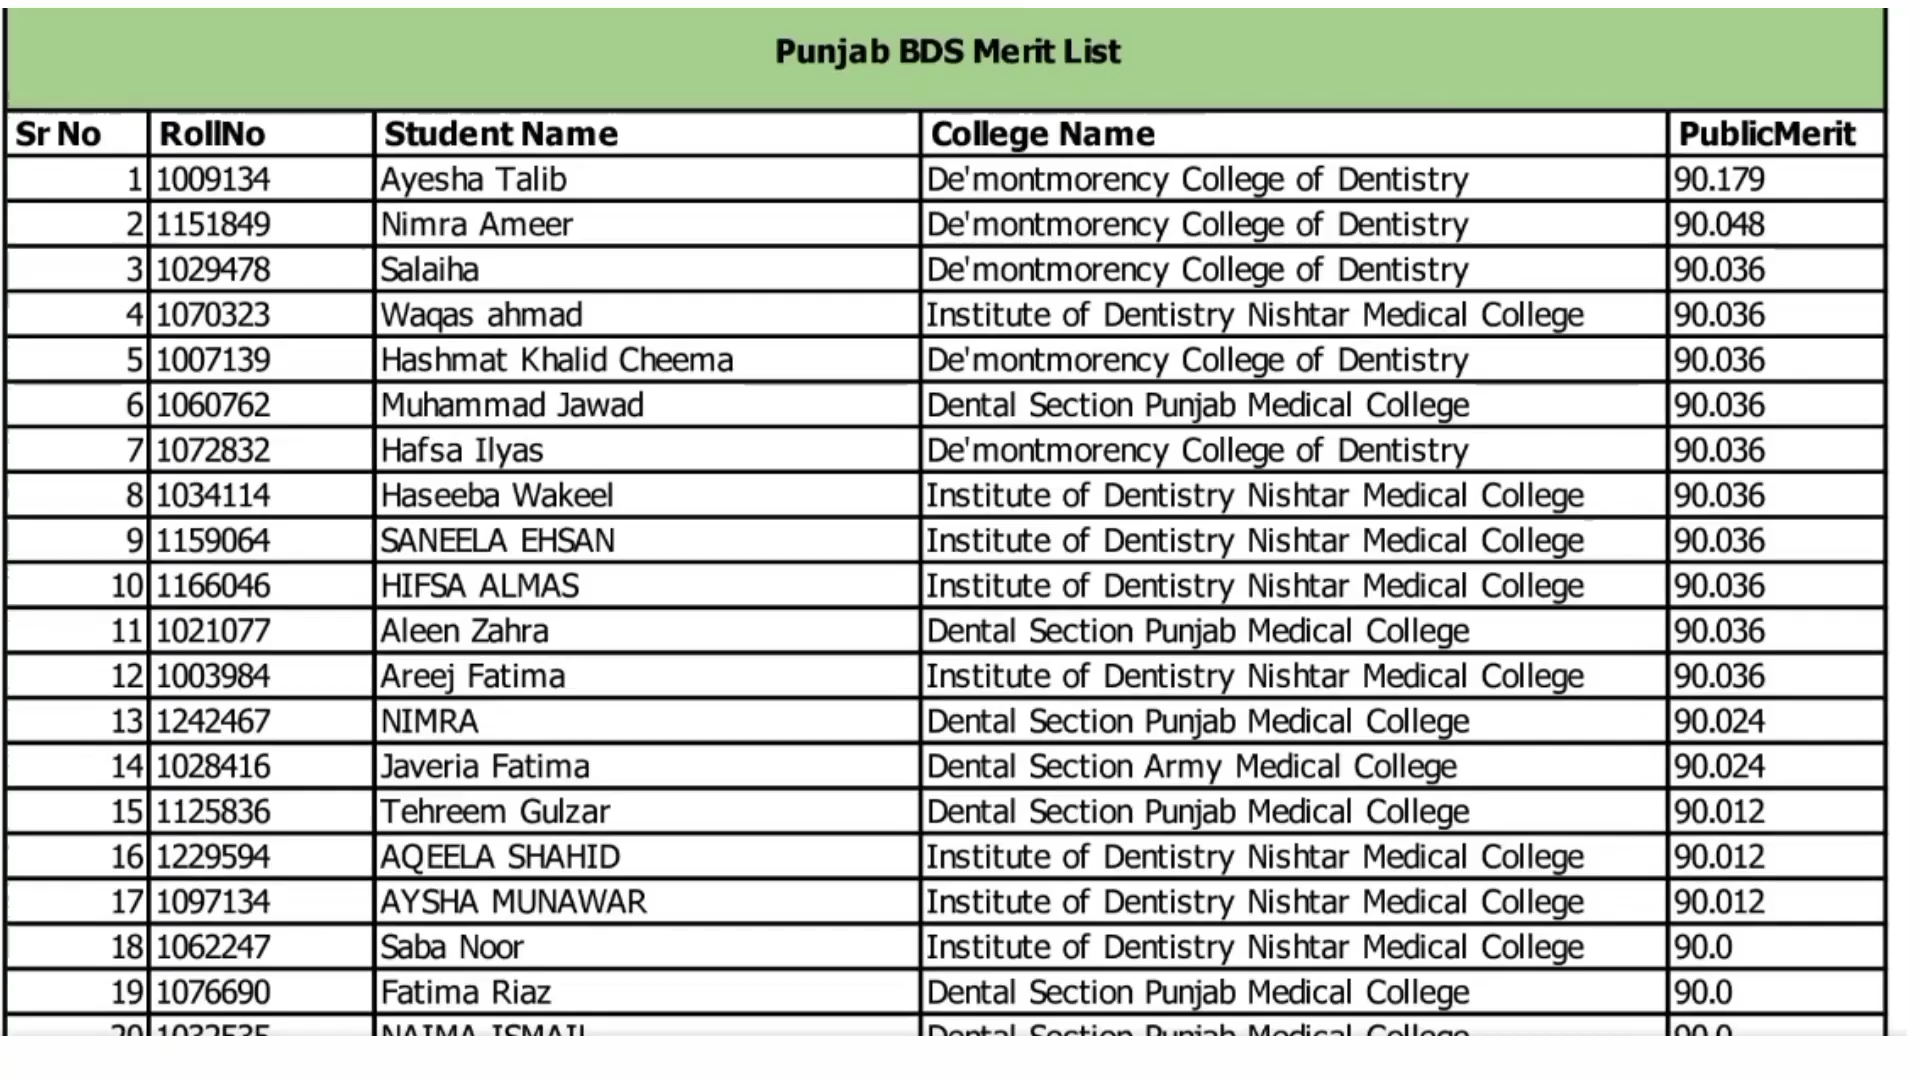 Punjab BDS Merit List
Sr No RollNo Student Name College Name PublicMerit
1 1009134 Ayesha Talib De'montmorency College of Dentistry 90.179
2 1151849 Nimra Ameer De'montmorency College of Dentistry 90.048
3 1029478 Salaiha De'montmorency College of Dentistry 90.036
4 1070323 Waqas ahmad Institute of Dentistry Nishtar Medical College 90.036
5 1007139 Hashmat Khalid Cheema De'montmorency College of Dentistry 90.036
6 1060762 Muhammad Jawad Dental Section Punjab Medical College 90.036
7 1072832 Hafsa Ilyas De'montmorency College of Dentistry 90.036
8 1034114 Haseeba Wakeel Institute of Dentistry Nishtar Medical College 90.036
9 1159064 SANEELA EHSAN Institute of Dentistry Nishtar Medical College 90.036
10 1166046 HIFSA ALMAS Institute of Dentistry Nishtar Medical College 90.036
11 1021077 Aleen Zahra Dental Section Punjab Medical College 90.036
12 1003984 Areej Fatima Institute of Dentistry Nishtar Medical College 90.036
13 1242467 NIMRA Dental Section Punjab Medical College 90.024
14 1028416 Javeria Fatima Dental Section Army Medical College 90.024
15 1125836 Tehreem Gulzar Dental Section Punjab Medical College 90.012
16 1229594 AQEELA SHAHID Institute of Dentistry Nishtar Medical College 90.012
17 1097134 AYSHA MUNAWAR Institute of Dentistry Nishtar Medical College 90.012
18 1062247 Saba Noor Institute of Dentistry Nishtar Medical College 90.0
19 1076690 Fatima Riaz Dental Section Punjab Medical College 90.0
20 NAIMA ISMAIL Dental Section Punjab Medical College 90.0